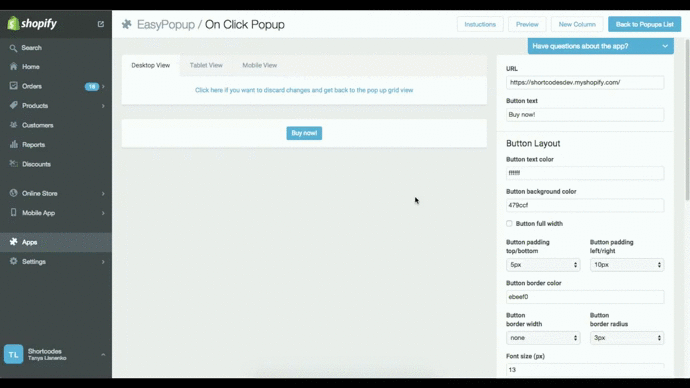 shopify
EasyPopup / On Click Popup
Instuctions
Preview
New Column
Back to Popups List
Have questions about the app?
Search
Home
Orders
18
Products
Customers
Reports
Discounts
Online Store
Mobile App
Apps
Settings
TL
Shortcodes
Tanya Lisnenko
Desktop View
Tablet View
Mobile View
Click here if you want to discard changes and get back to the pop up grid view
Buy now!
URL
https://shortcodesdev.myshopify.com/
Button text
Buy now!
Button Layout
Button text color
ffffff
Button background color
479ccf
Button full width
Button padding
top/bottom
5px
Button padding
left/right
10px
Button border color
ebeef0
Button
border width
none
Button
border radius
3px
Font size (px)
13